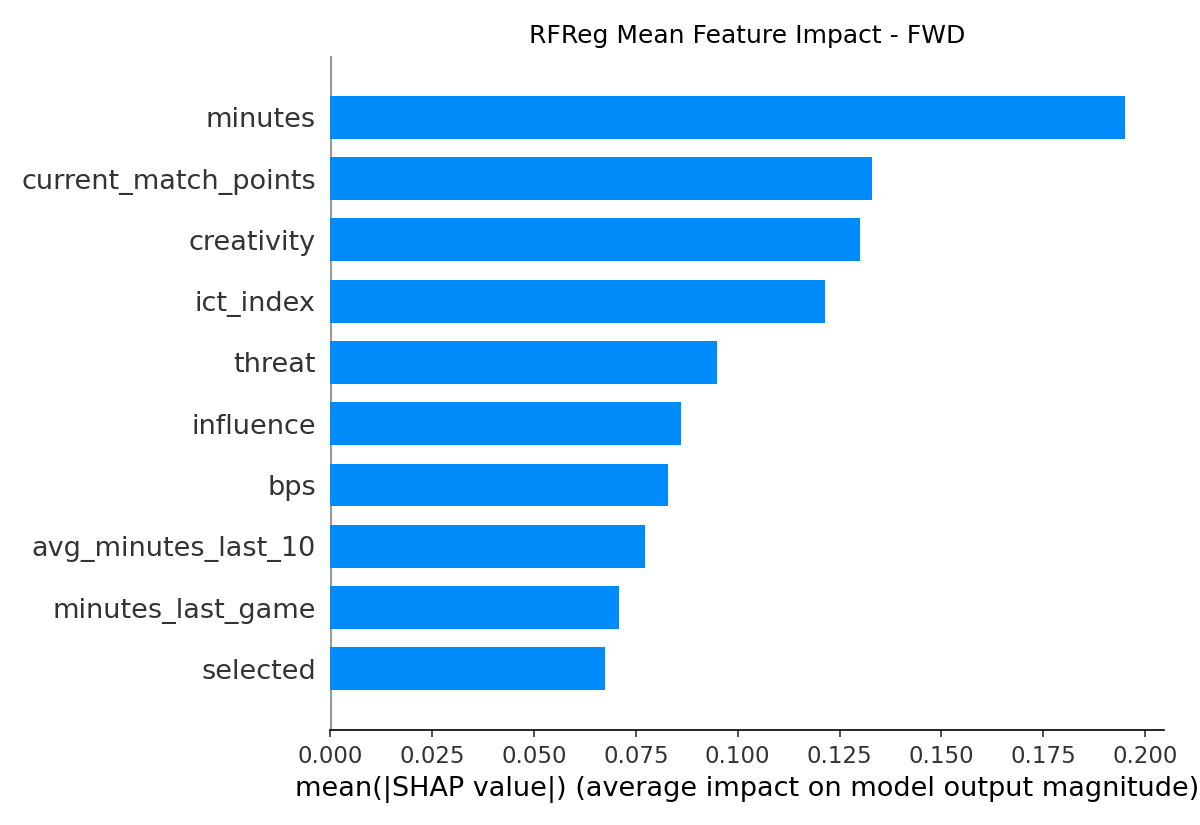 RFReg Mean Feature Impact - FWD
minutes
current_match_points
creativity
ict_index
threat
influence
bps
avg_minutes_last_10
minutes_last_game
selected
0.000 0.025 0.050 0.075 0.100 0.125 0.150 0.175 0.200
mean(|SHAP value|) (average impact on model output magnitude)